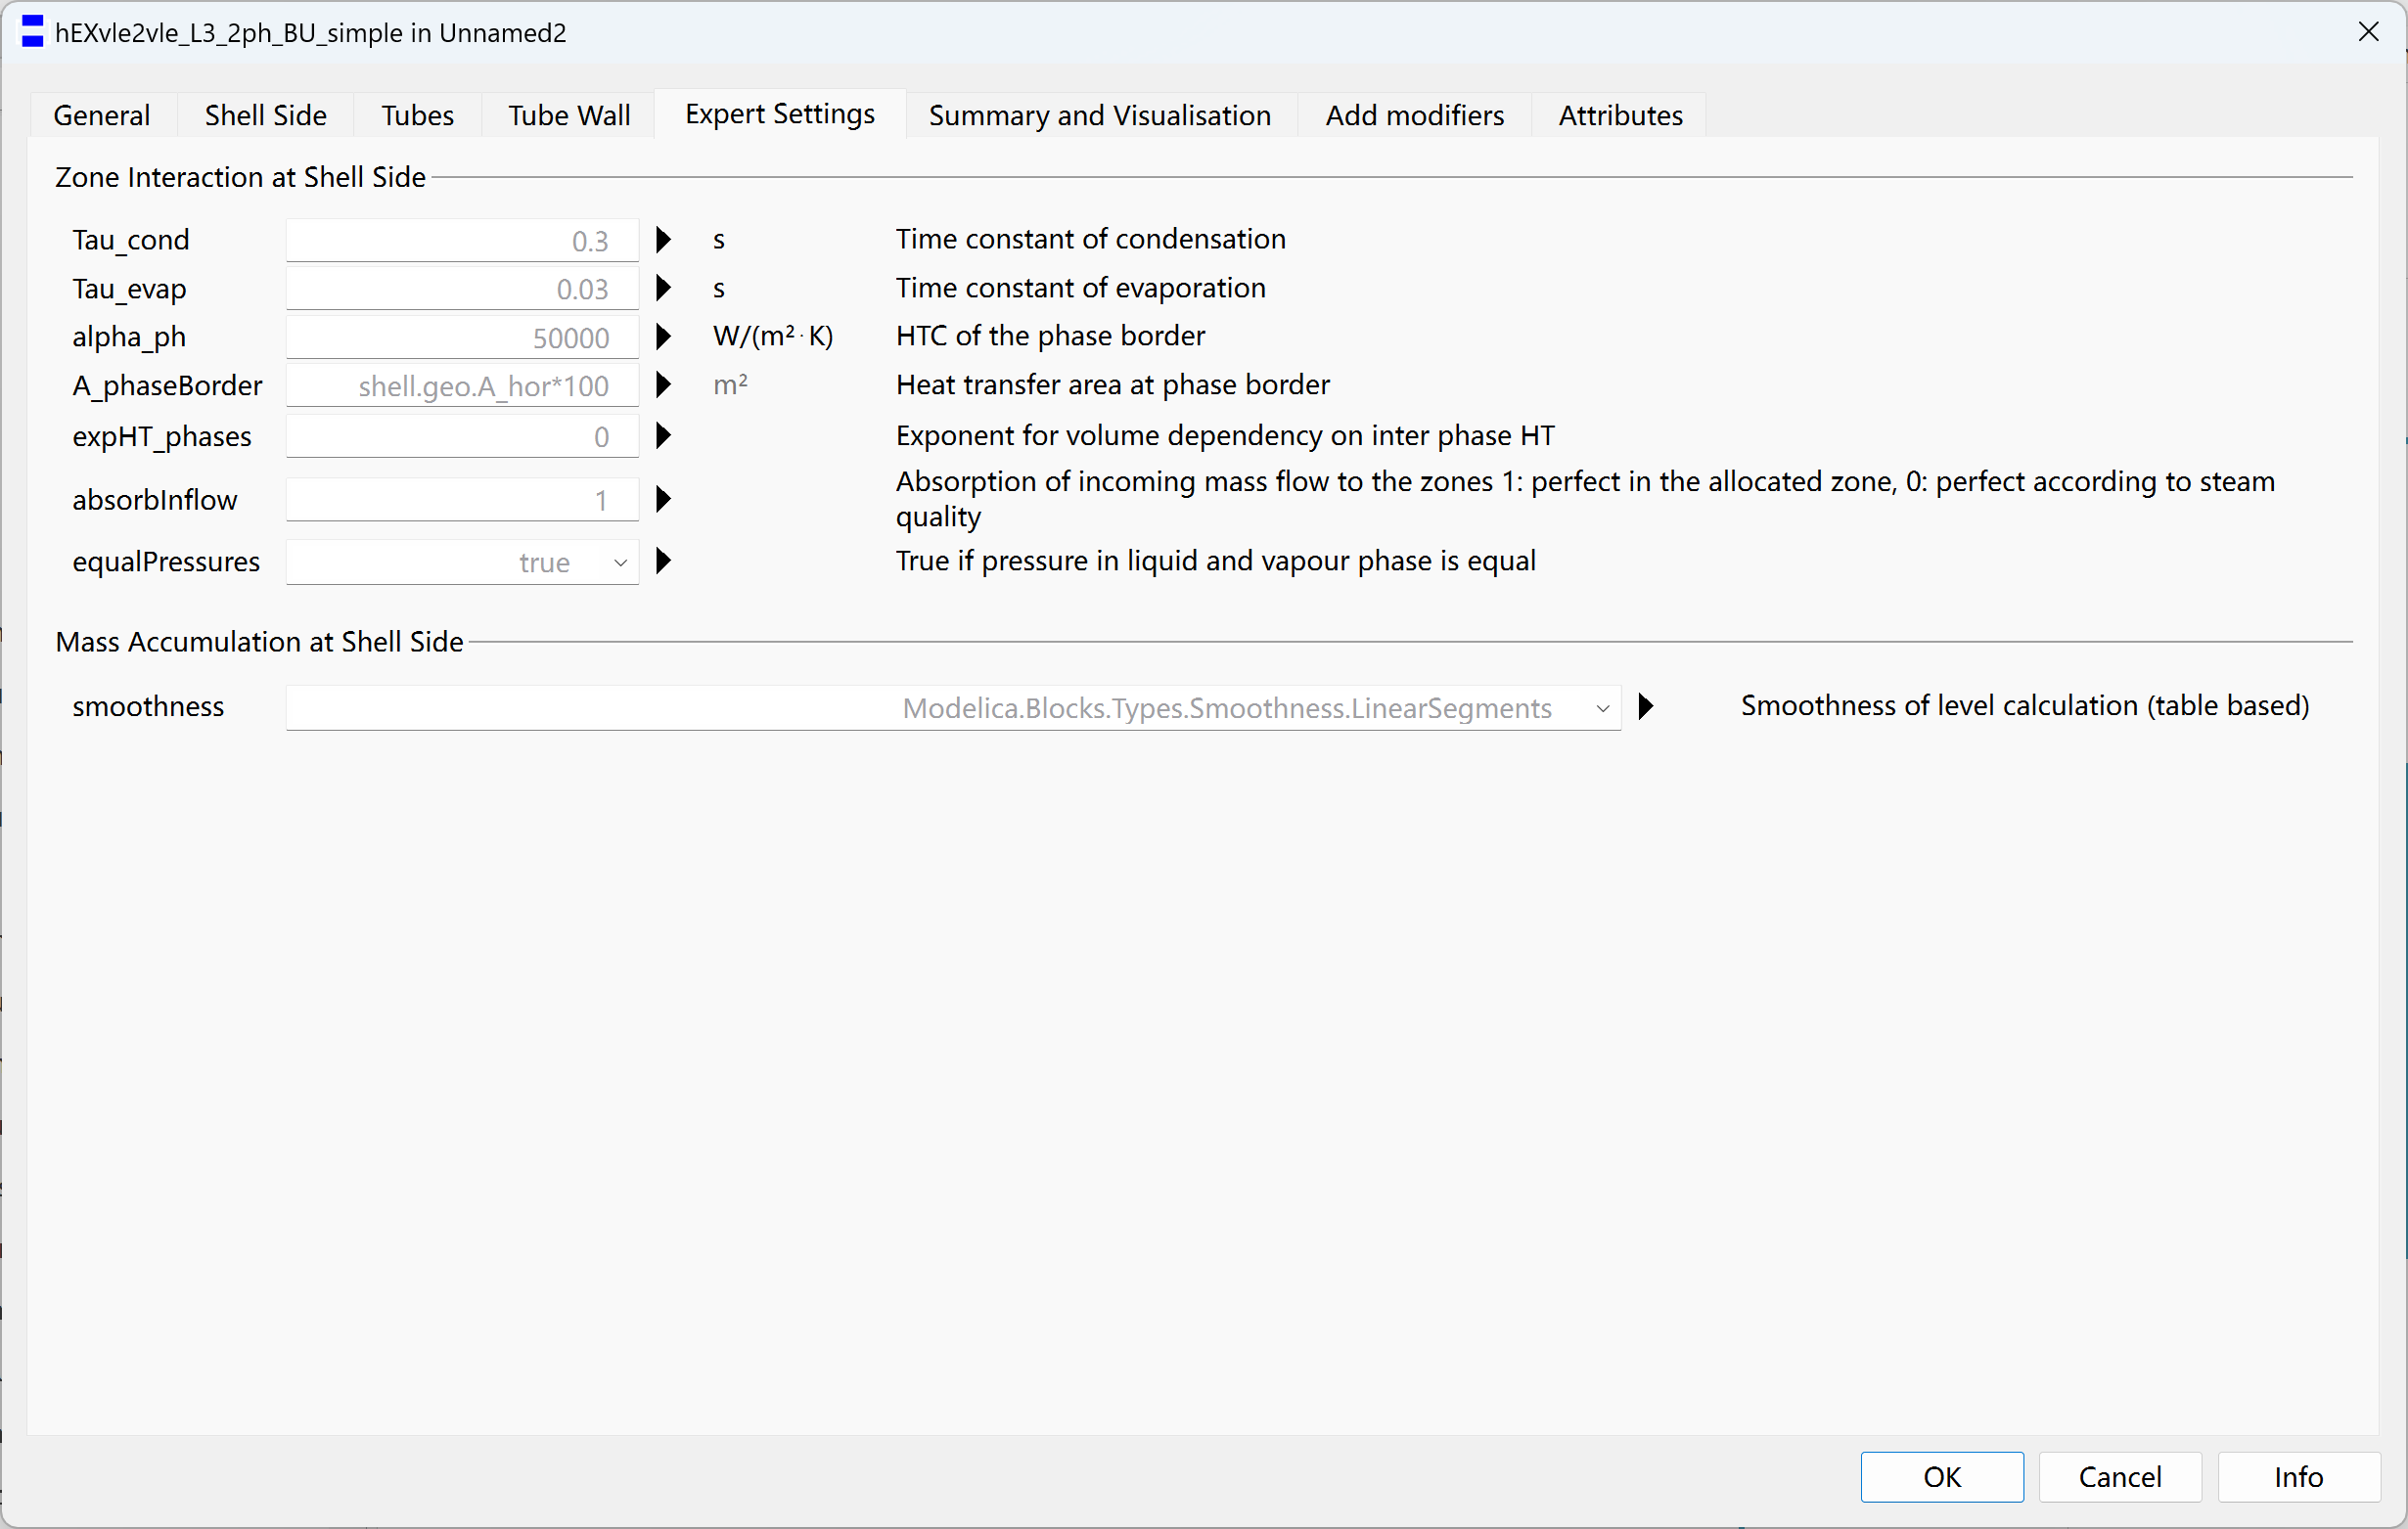 hEXvle2vle_L3_2ph_BU_simple in Unnamed2
General Shell Side Tubes Tube Wall Expert Settings Summary and Visualisation Add modifiers Attributes
Zone Interaction at Shell Side
Tau_cond 0.3 s Time constant of condensation
Tau_evap 0.03 s Time constant of evaporation
alpha_ph 50000 W/(m²·K) HTC of the phase border
A_phaseBorder shell.geo.A_hor*100 m² Heat transfer area at phase border
expHT_phases 0 Exponent for volume dependency on inter phase HT
absorbInflow 1 Absorption of incoming mass flow to the zones 1: perfect in the allocated zone, 0: perfect according to steam
quality
equalPressures true True if pressure in liquid and vapour phase is equal
Mass Accumulation at Shell Side
smoothness Modelica.Blocks.Types.Smoothness.LinearSegments Smoothness of level calculation (table based)
OK Cancel Info